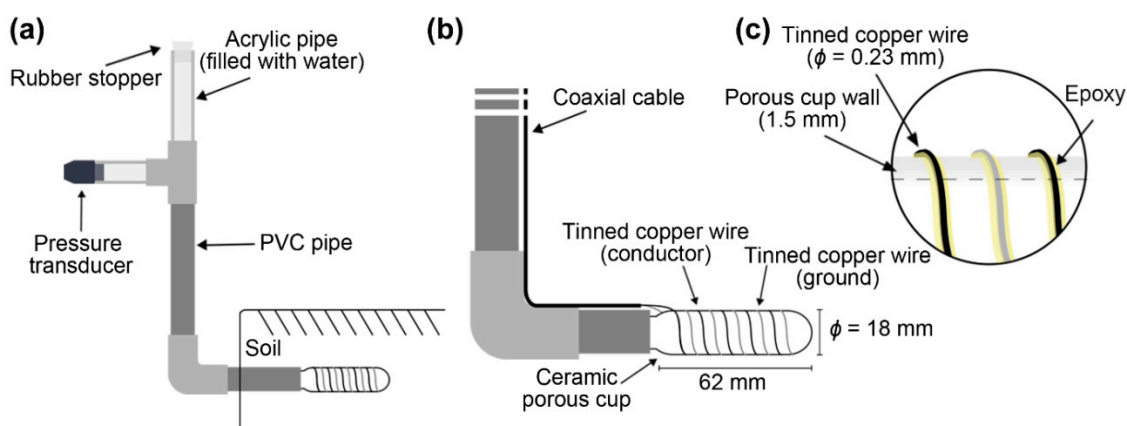 (a)
Rubber stopper
Acrylic pipe
(filled with water)
Pressure
transducer
PVC pipe
Soil
(b)
Coaxial cable
Tinned copper wire
(conductor)
Tinned copper wire
(ground)
ϕ = 18 mm
Ceramic
porous cup
62 mm
(c)
Tinned copper wire
(ϕ = 0.23 mm)
Porous cup wall
(1.5 mm)
Epoxy